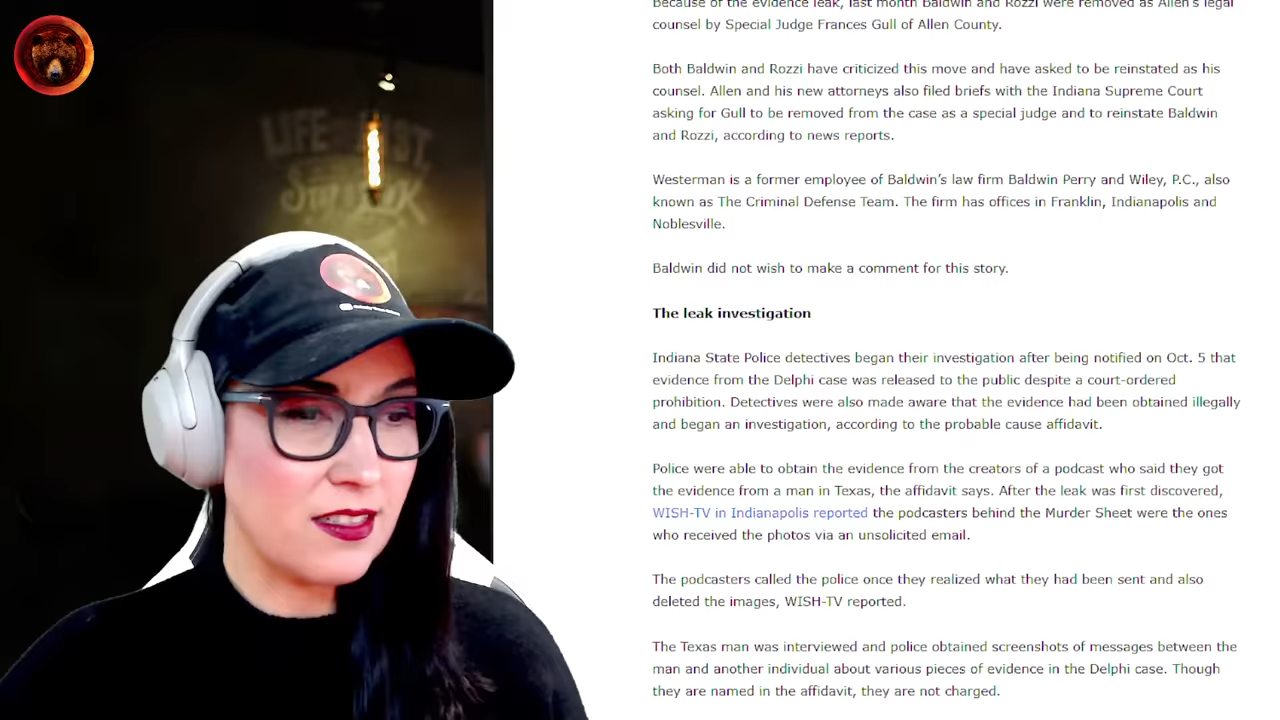 LIFE
Because of the evidence leak, last month Baldwin and Rozzi were removed as Allen's legal
counsel by Special Judge Frances Gull of Allen County.
Both Baldwin and Rozzi have criticized this move and have asked to be reinstated as his
counsel. Allen and his new attorneys also filed briefs with the Indiana Supreme Court
asking for Gull to be removed from the case as a special judge and to reinstate Baldwin
and Rozzi, according to news reports.
Westerman is a former employee of Baldwin's law firm Baldwin Perry and Wiley, P.C., also
known as The Criminal Defense Team. The firm has offices in Franklin, Indianapolis and
Noblesville.
Baldwin did not wish to make a comment for this story.
The leak investigation
Indiana State Police detectives began their investigation after being notified on Oct. 5 that
evidence from the Delphi case was released to the public despite a court-ordered
prohibition. Detectives were also made aware that the evidence had been obtained illegally
and began an investigation, according to the probable cause affidavit.
Police were able to obtain the evidence from the creators of a podcast who said they got
the evidence from a man in Texas, the affidavit says. After the leak was first discovered,
WISH-TV in Indianapolis reported the podcasters behind the Murder Sheet were the ones
who received the photos via an unsolicited email.
The podcasters called the police once they realized what they had been sent and also
deleted the images, WISH-TV reported.
The Texas man was interviewed and police obtained screenshots of messages between the
man and another individual about various pieces of evidence in the Delphi case. Though
they are named in the affidavit, they are not charged.